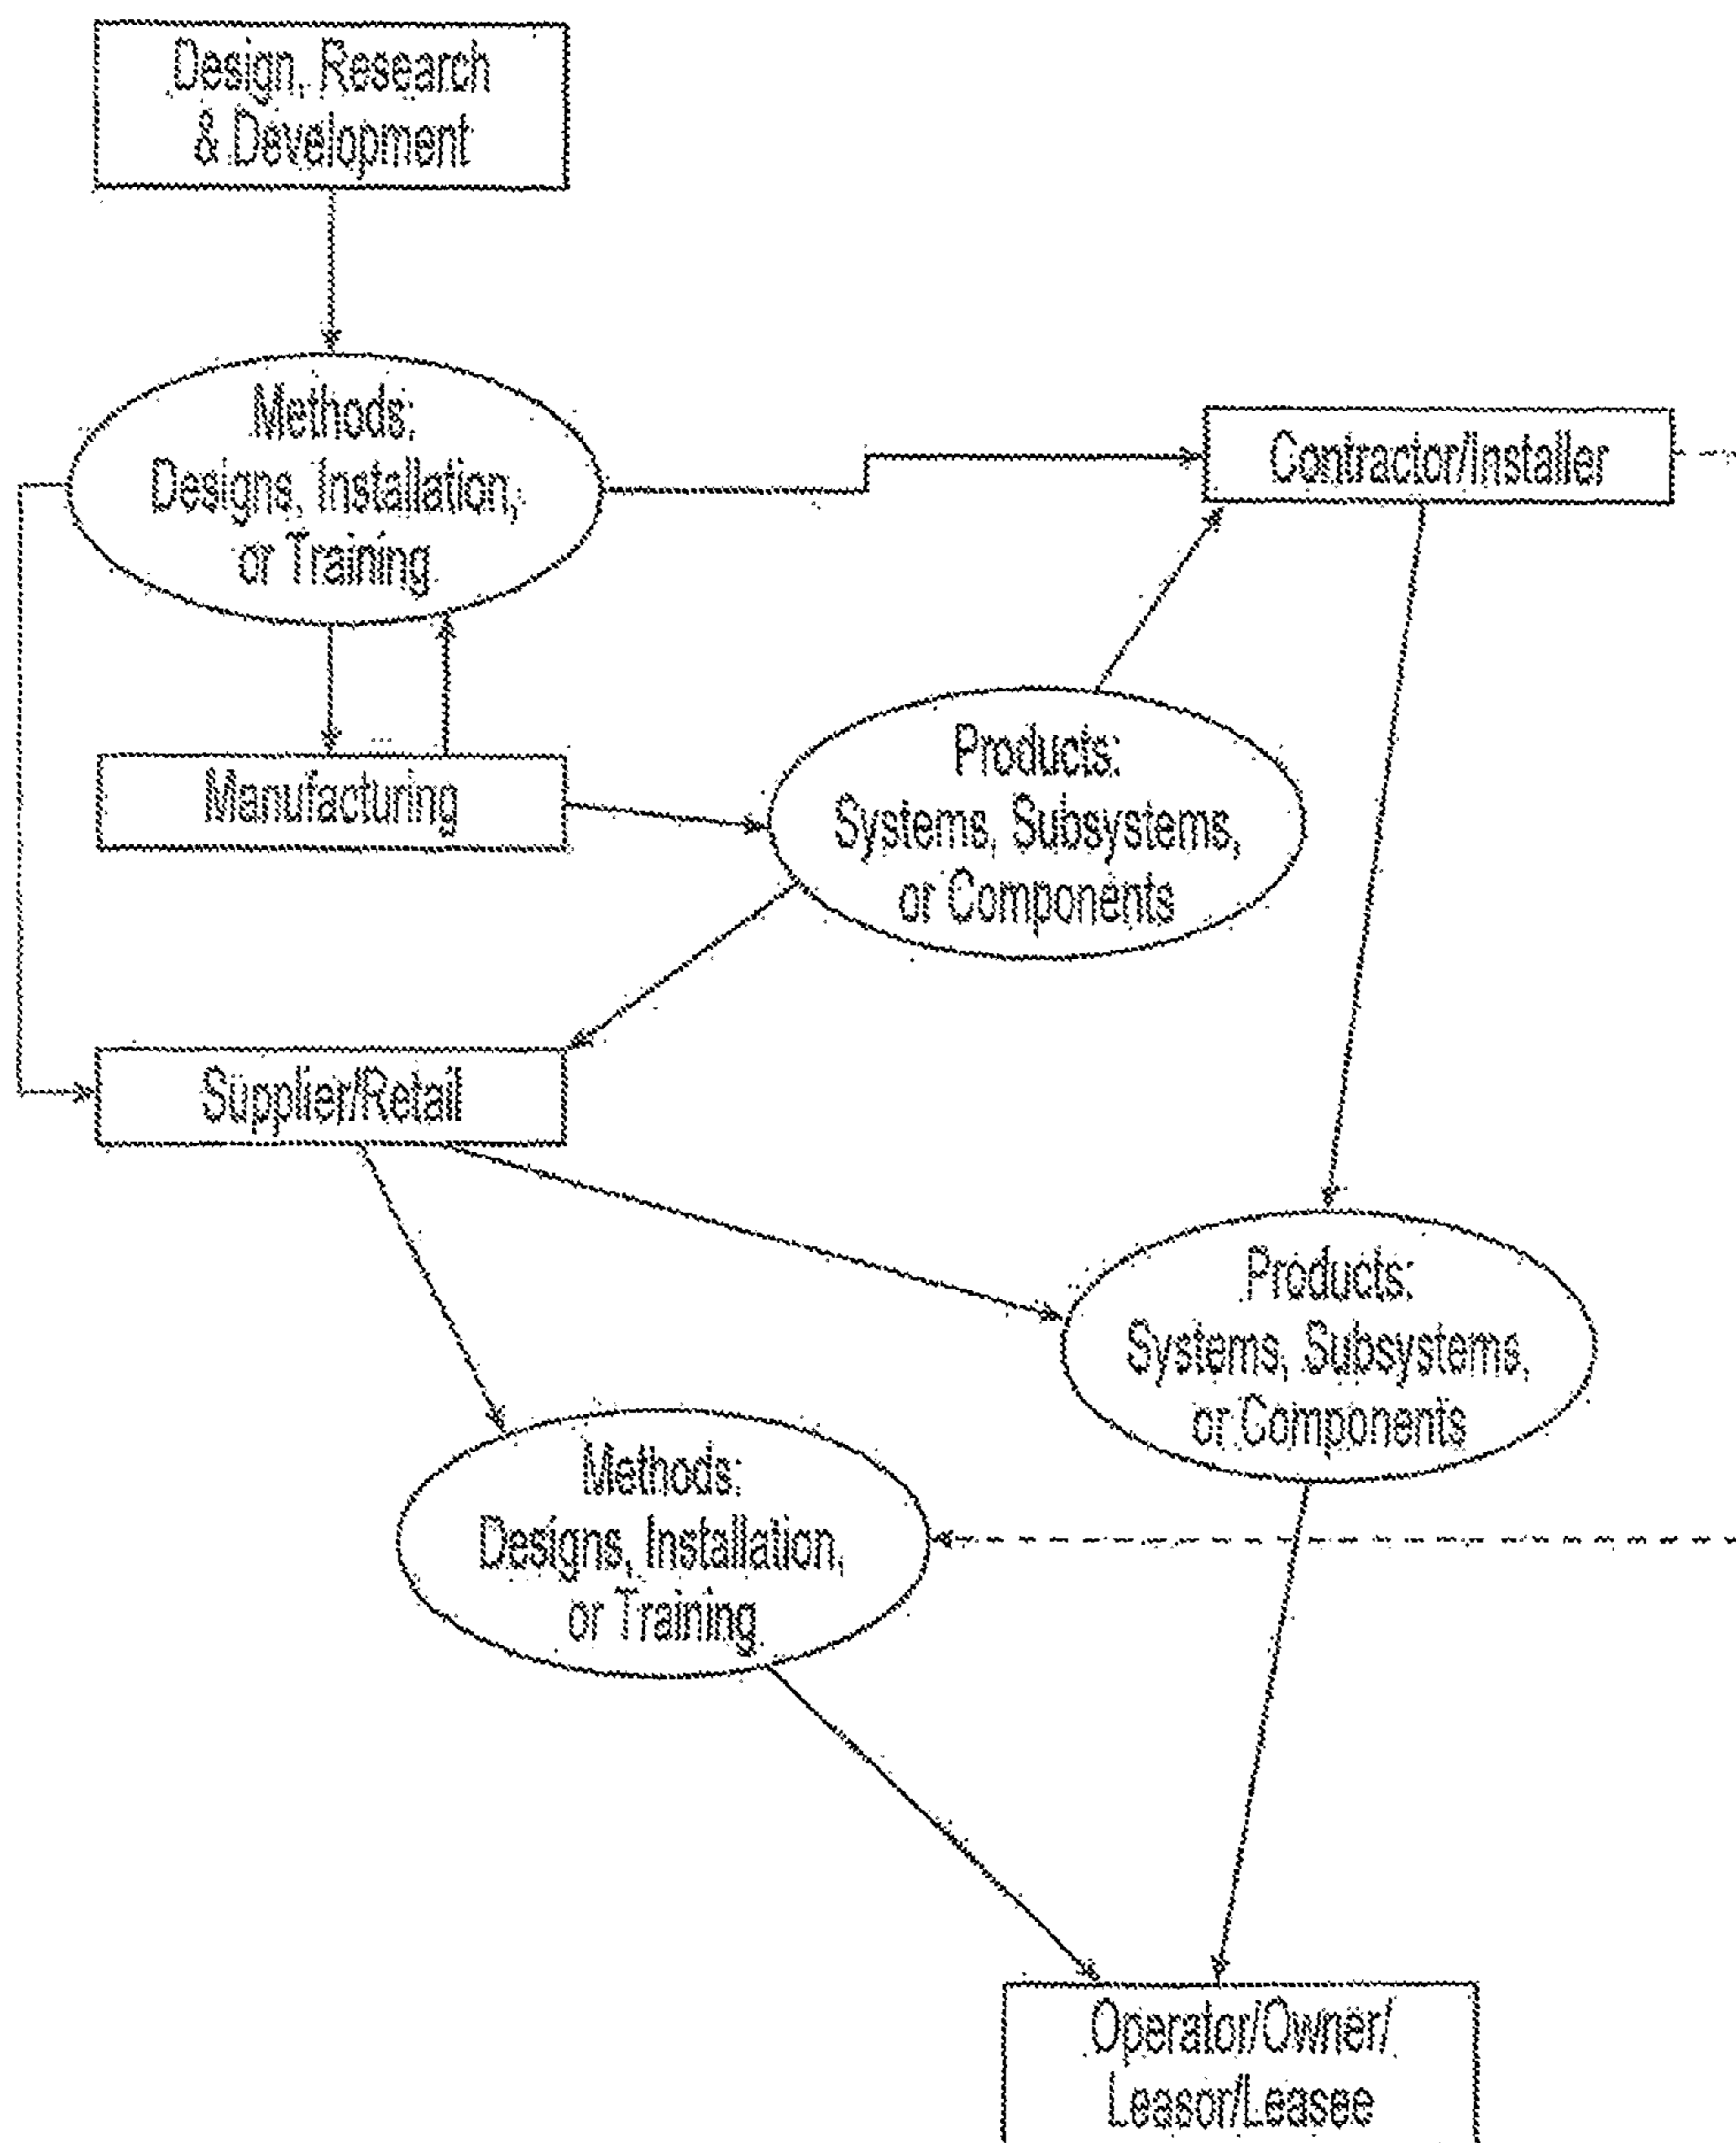 Design, Research
& Development
Methods:
Designs, Installation,
or Training
Contractor/Installer
Manufacturing
Products:
Systems, Subsystems,
or Components
Supplier/Retail
Products:
Systems, Subsystems,
or Components
Methods:
Designs, Installation,
or Training
Operator/Owner/
Leasor/Leasee